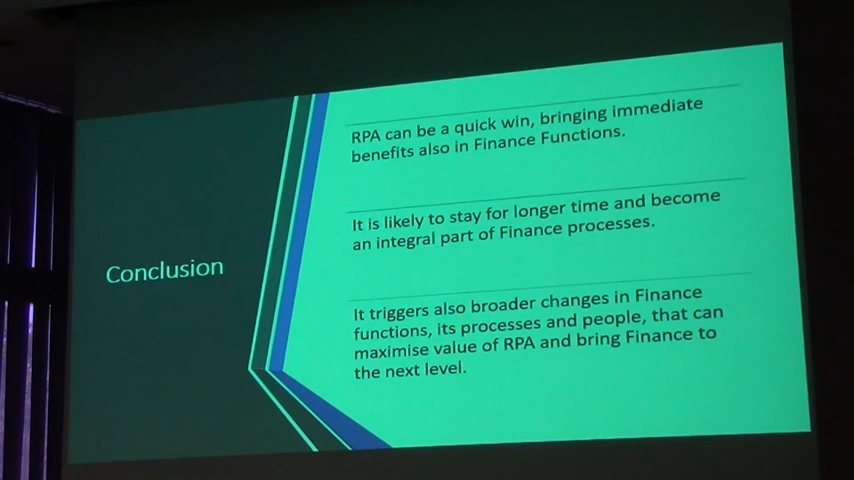 Conclusion
RPA can be a quick win, bringing immediate
benefits also in Finance Functions.
It is likely to stay for longer time and become
an integral part of Finance processes.
It triggers also broader changes in Finance
functions, its processes and people, that can
maximise value of RPA and bring Finance to
the next level.